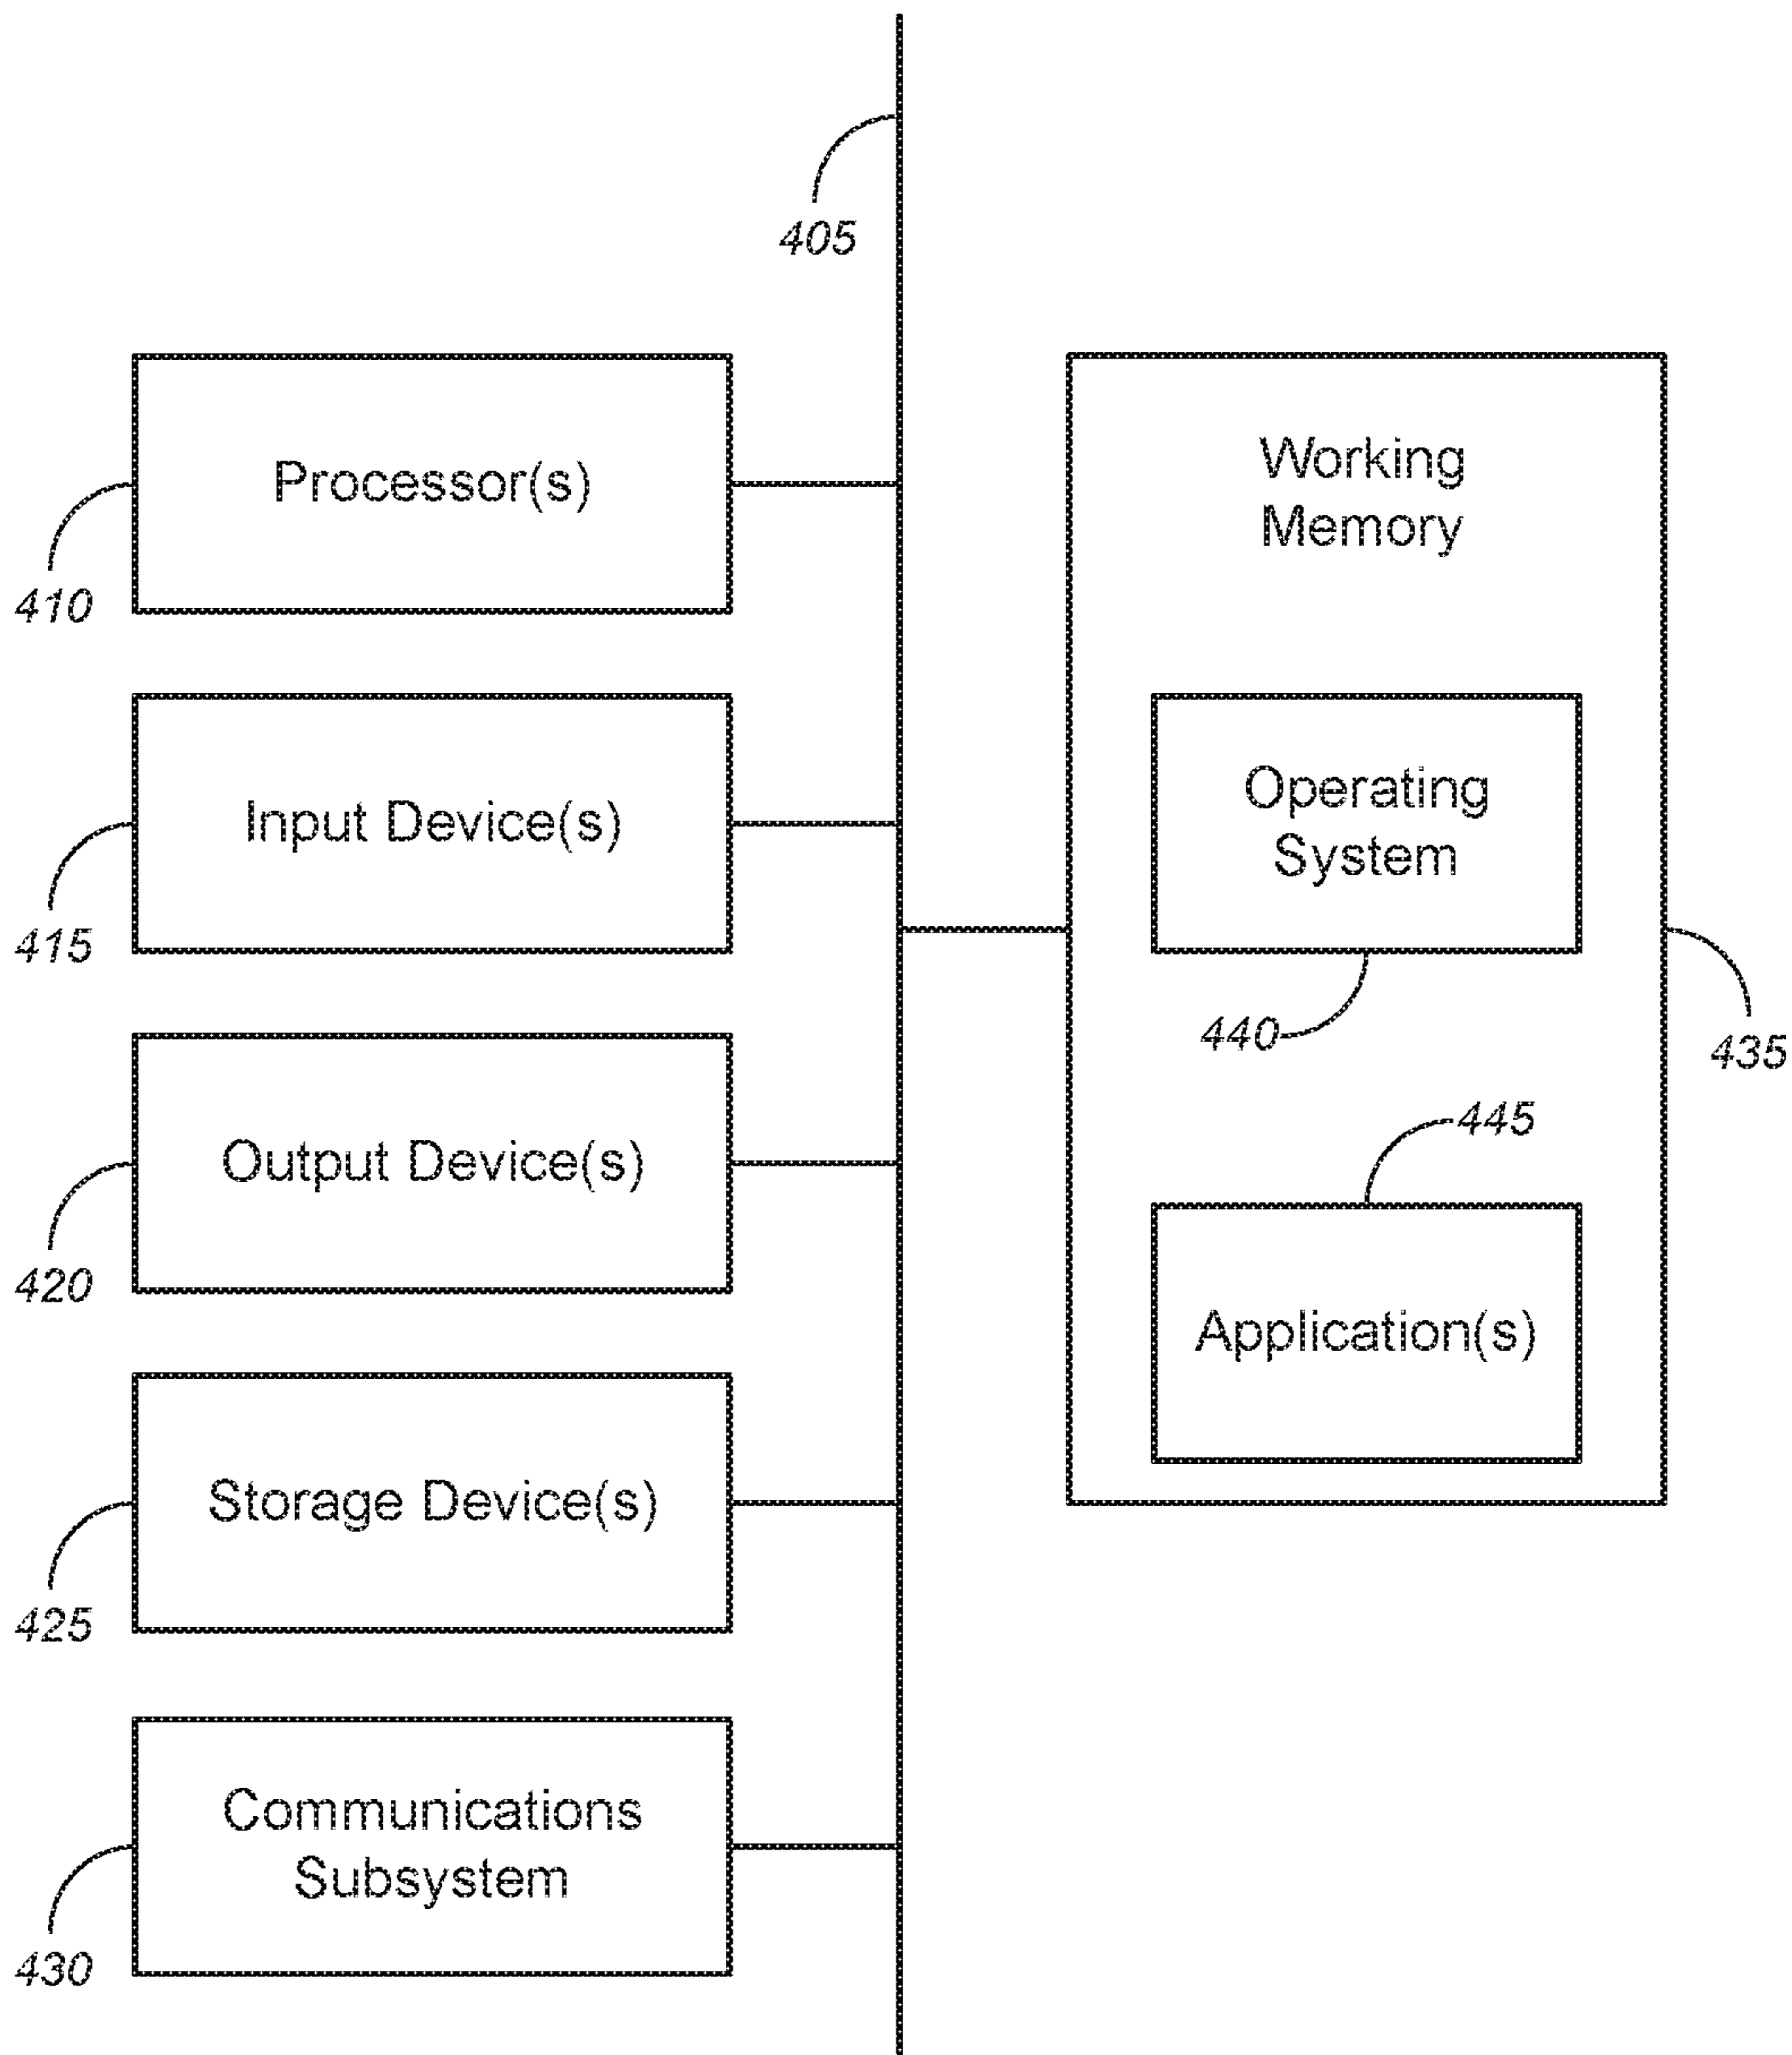 405
Processor(s)
410
Input Device(s)
415
Output Device(s)
420
Storage Device(s)
425
Communications
Subsystem
430
Working
Memory
Operating
System
440
435
445
Application(s)